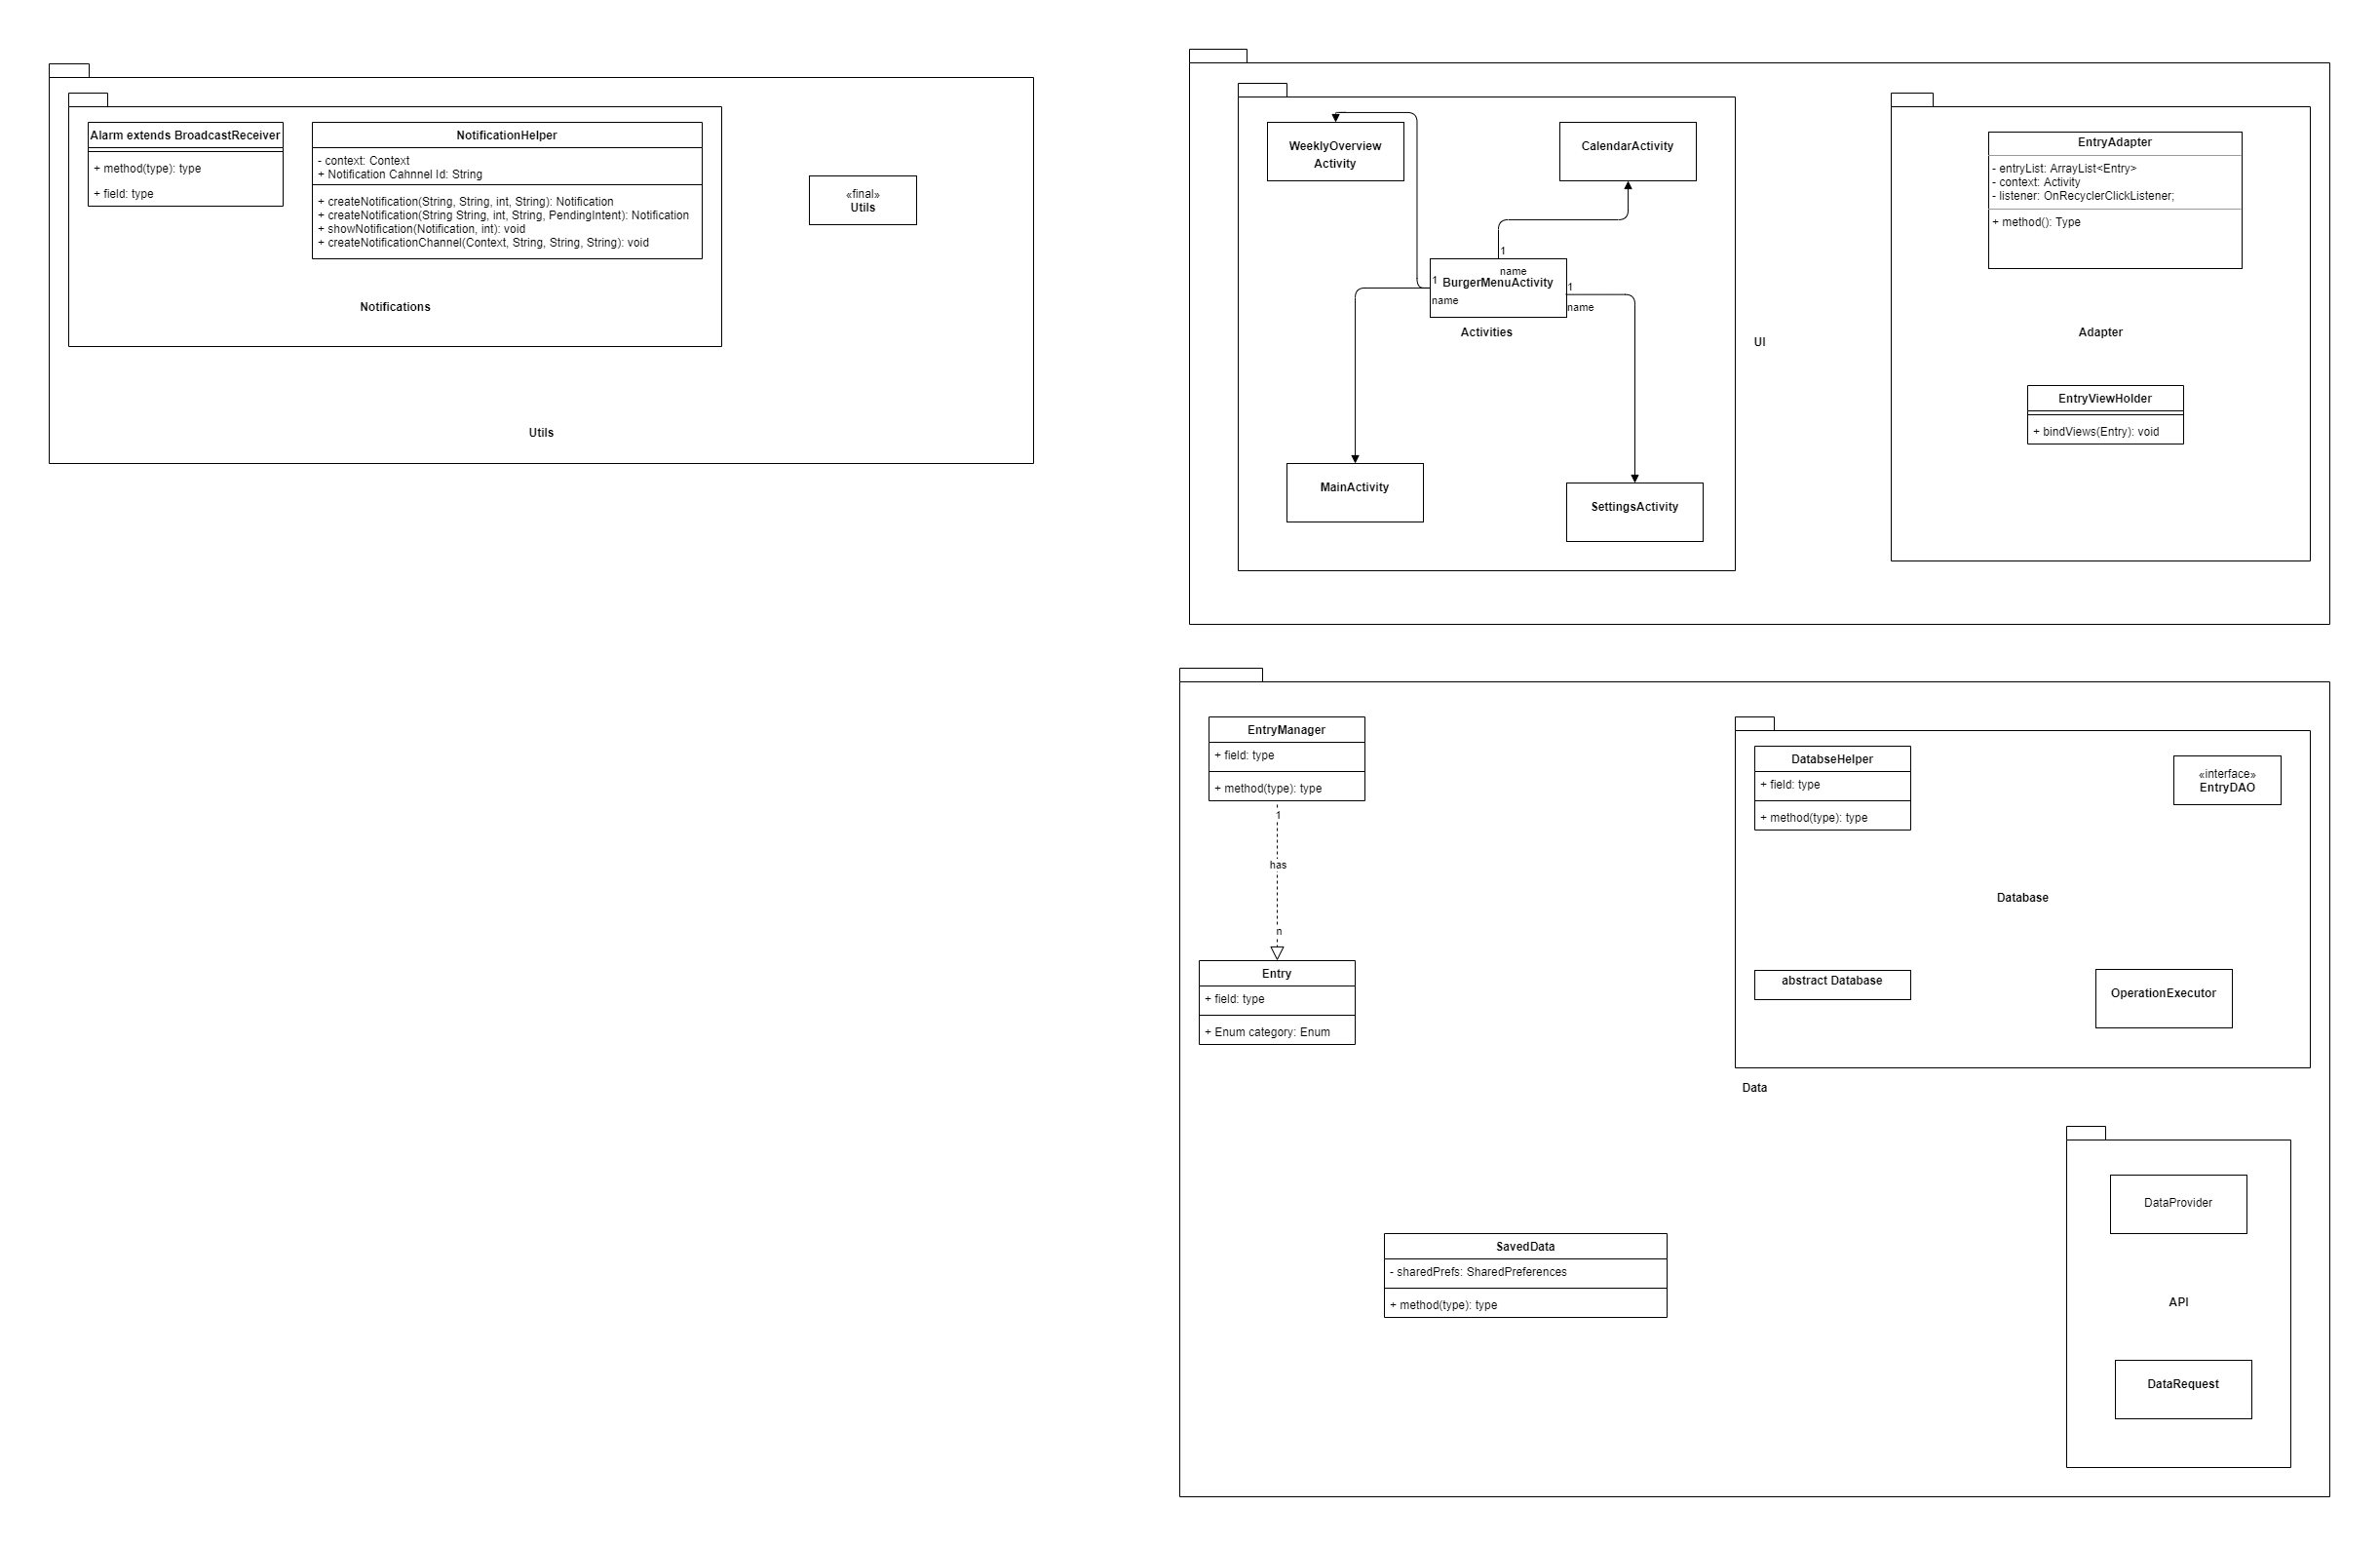 Alarm extends BroadcastReceiver
+ method(type): type
+ field: type
NotificationHelper
- context: Context
+ Notification Cahnnel Id: String
+ createNotification(String, String, int, String): Notification
+ createNotification(String String, int, String, PendingIntent): Notification
+ showNotification(Notification, int): void
+ createNotificationChannel(Context, String, String, String): void
Notifications
«final»
Utils
Utils
WeeklyOverview
Activity
CalendarActivity
1
name
1
BurgerMenuActivity
name
1
name
Activities
MainActivity
SettingsActivity
UI
EntryAdapter
- entryList: ArrayList<Entry>
- context: Activity
- listener: OnRecyclerClickListener;
+ method(): Type
Adapter
EntryViewHolder
+ bindViews(Entry): void
EntryManager
+ field: type
+ method(type): type
1
has
n
Entry
+ field: type
+ Enum category: Enum
DatabseHelper
+ field: type
+ method(type): type
«interface»
EntryDAO
Database
abstract Database
OperationExecutor
Data
SavedData
- sharedPrefs: SharedPreferences
+ method(type): type
DataProvider
API
DataRequest